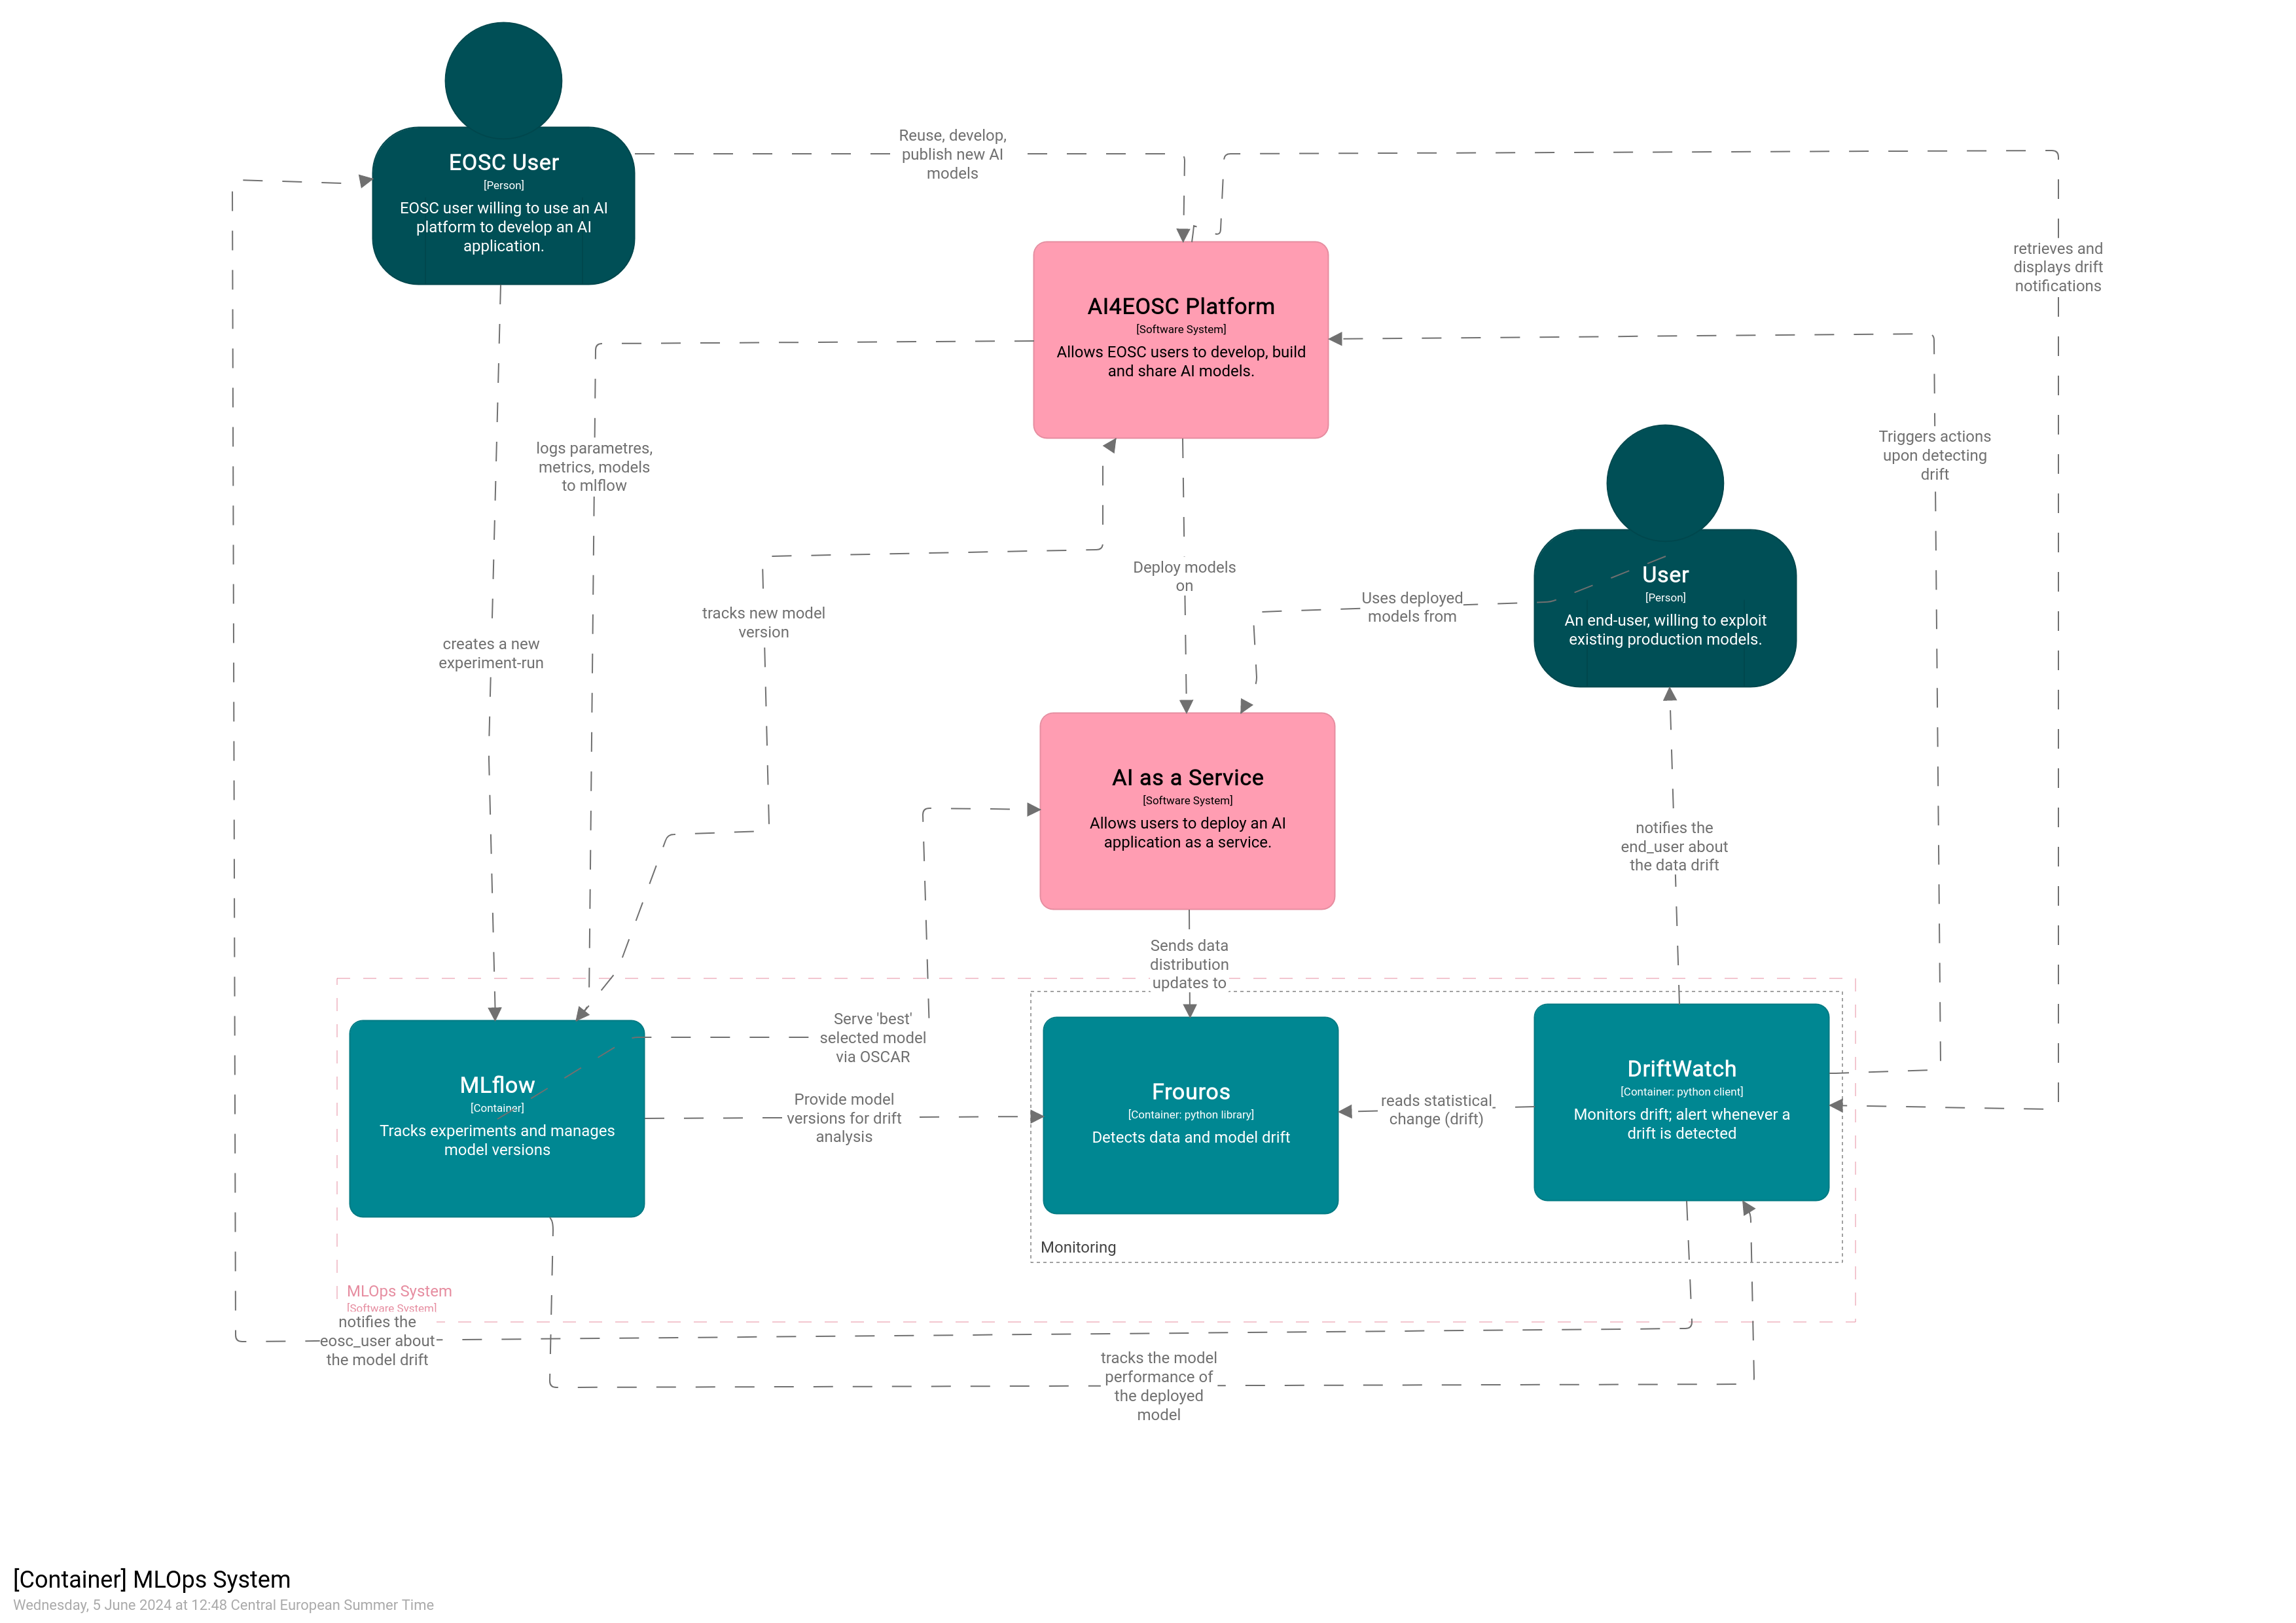 EOSC User
[Person]
EOSC user willing to use an AI
platform to develop an AI
application.
Reuse, develop,
publish new AI
models
AI4EOSC Platform
[Software System]
Allows EOSC users to develop, build
and share AI models.
retrieves and
displays drift
notifications
logs parametres,
metrics, models
to mlflow
Triggers actions
upon detecting
drift
Deploy models
on
User
[Person]
An end-user, willing to exploit
existing production models.
Uses deployed
models from
tracks new model
version
creates a new
experiment-run
AI as a Service
[Software System]
Allows users to deploy an AI
application as a service.
notifies the
end_user about
the data drift
Sends data
distribution
updates to
Serve 'best'
selected model
via OSCAR
MLflow
[Container]
Tracks experiments and manages
model versions
Provide model
versions for drift
analysis
Frouros
[Container: python library]
Detects data and model drift
reads statistical
change (drift)
DriftWatch
[Container: python client]
Monitors drift; alert whenever a
drift is detected
Monitoring
MLOps System
[Software System]
notifies the
eosc_user about
the model drift
tracks the model
performance of
the deployed
model
[Container] MLOps System
Wednesday, 5 June 2024 at 12:48 Central European Summer Time